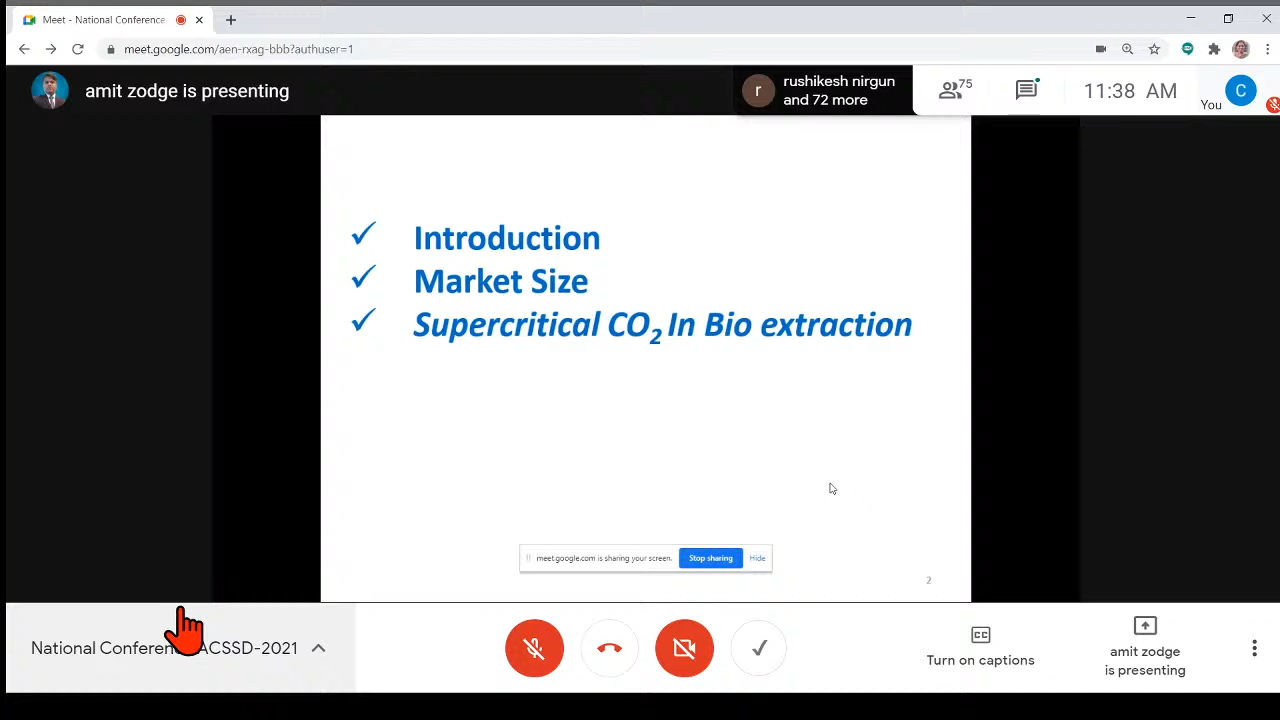 Meet - National Conference
meet.google.com/aen-rxag-bbb?authuser=1
amit zodge is presenting
r
rushikesh nirgun
and 72 more
75
11:38 AM
You
C
✓ Introduction
✓ Market Size
✓ Supercritical CO₂ In Bio extraction
meet.google.com is sharing your screen. Stop sharing Hide
2
National Conferen ACSSD-2021
CC
Turn on captions
amit zodge
is presenting